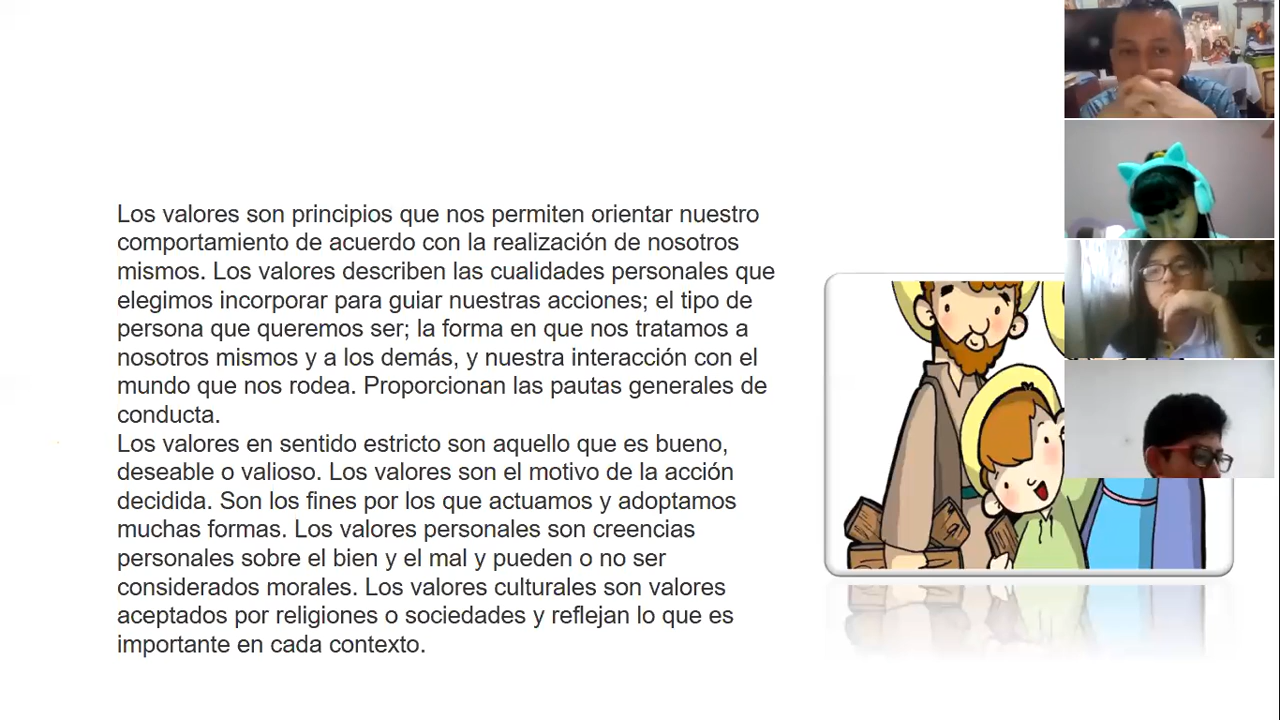 Los valores son principios que nos permiten orientar nuestro
comportamiento de acuerdo con la realización de nosotros
mismos. Los valores describen las cualidades personales que
elegimos incorporar para guiar nuestras acciones; el tipo de
persona que queremos ser; la forma en que nos tratamos a
nosotros mismos y a los demás, y nuestra interacción con el
mundo que nos rodea. Proporcionan las pautas generales de
conducta.
Los valores en sentido estricto son aquello que es bueno,
deseable o valioso. Los valores son el motivo de la acción
decidida. Son los fines por los que actuamos y adoptamos
muchas formas. Los valores personales son creencias
personales sobre el bien y el mal y pueden o no ser
considerados morales. Los valores culturales son valores
aceptados por religiones o sociedades y reflejan lo que es
importante en cada contexto.